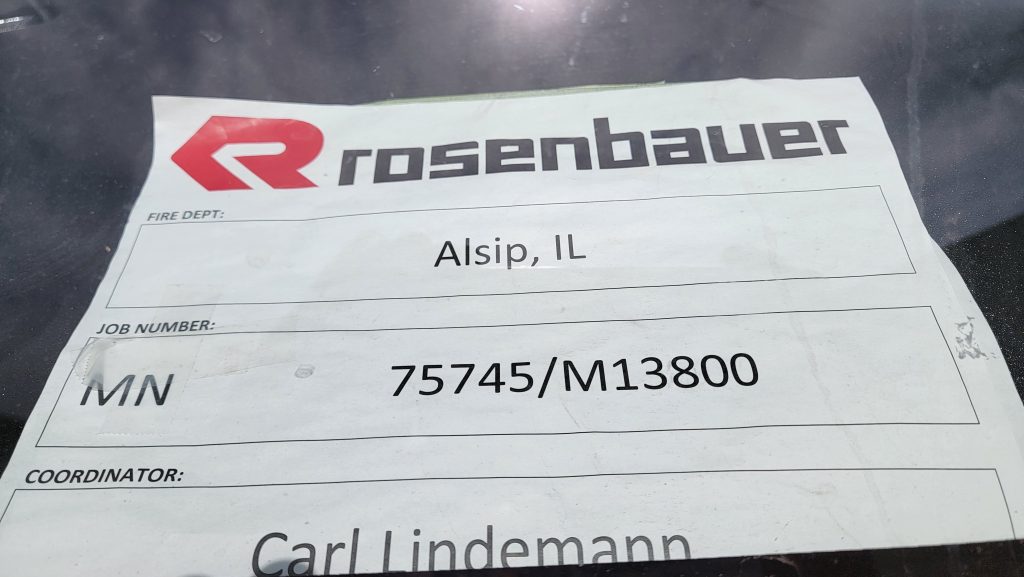 rosenbauer
FIRE DEPT:
Alsip, IL
JOB NUMBER:
MN 75745/M13800
COORDINATOR:
Carl Lindemann